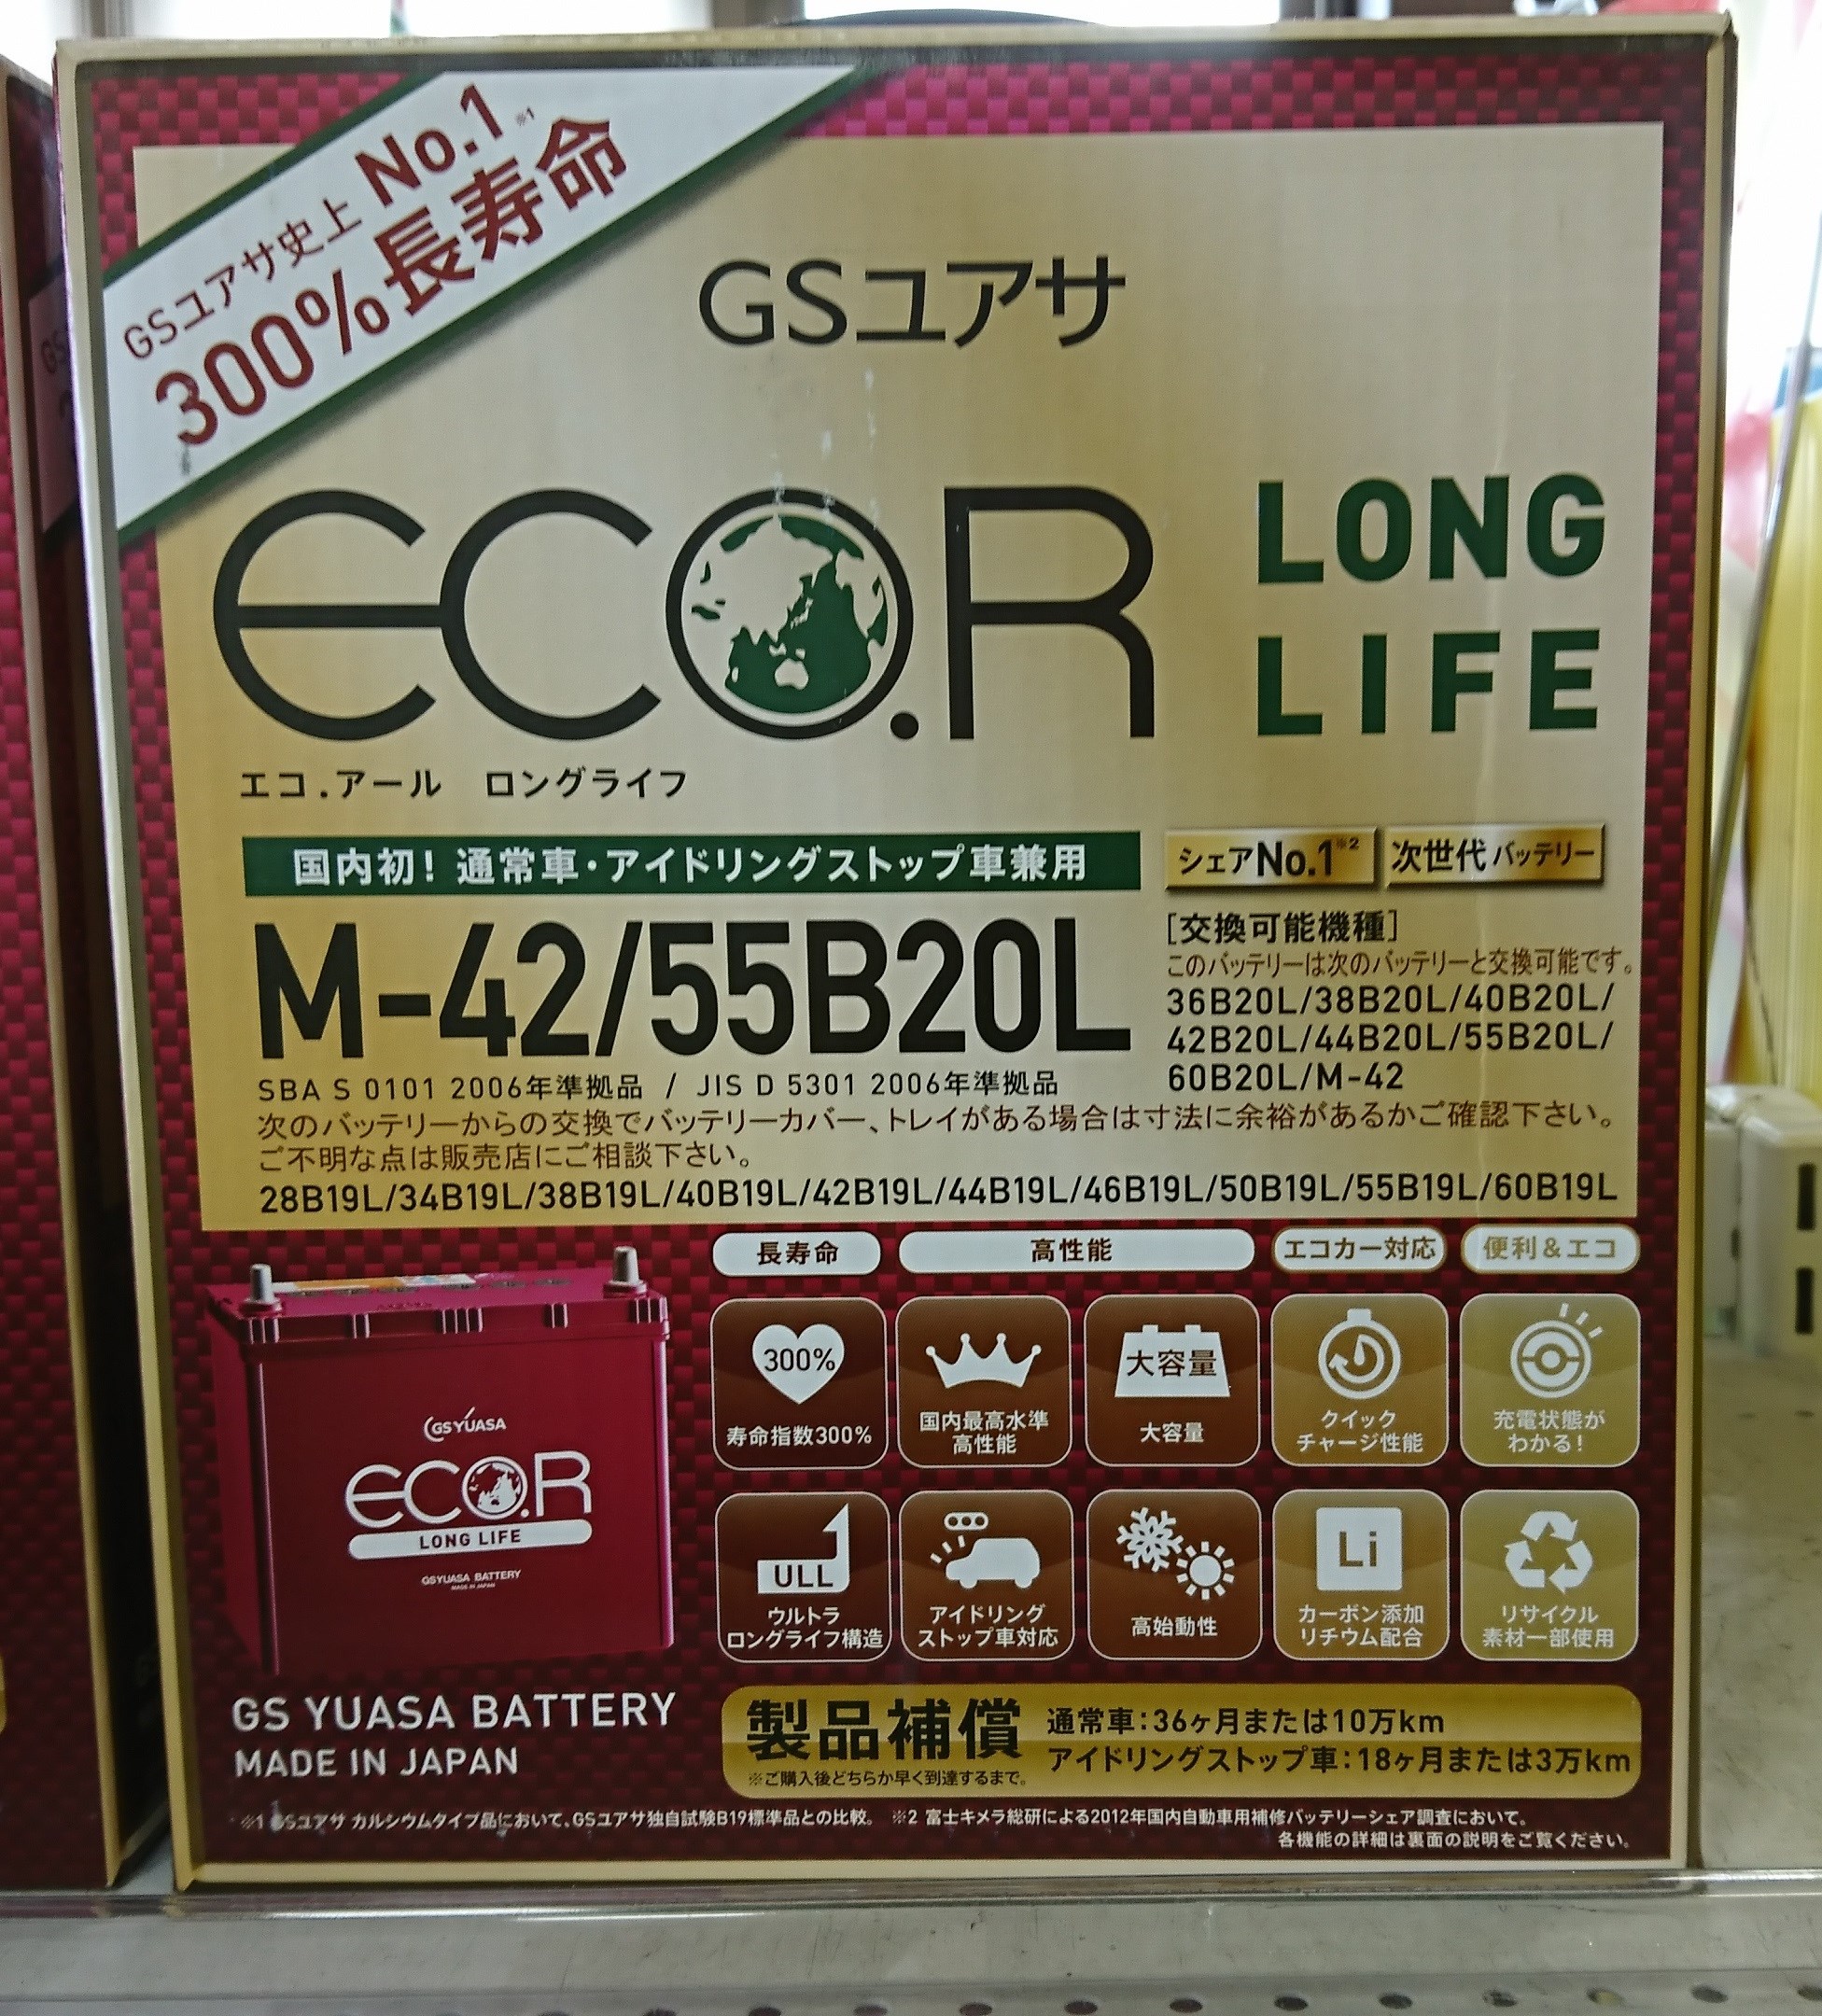 GSユアサ史上 No.1 ※1
300%長寿命
GSユアサ
eCO.R
LONG
LIFE
エコ.アール ロングライフ
国内初! 通常車・アイドリングストップ車兼用
シェアNo.1※2
次世代バッテリー
M-42/55B20L
SBA S 0101 2006年準拠品 / JIS D 5301 2006年準拠品
[交換可能機種]
このバッテリーは次のバッテリーと交換可能です。
36B20L/38B20L/40B20L/
42B20L/44B20L/55B20L/
60B20L/M-42
次のバッテリーからの交換でバッテリーカバー、トレイがある場合は寸法に余裕があるかご確認下さい。
ご不明な点は販売店にご相談下さい。
28B19L/34B19L/38B19L/40B19L/42B19L/44B19L/46B19L/50B19L/55B19L/60B19L
長寿命
高性能
エコカー対応
便利&エコ
300%
寿命指数300%
国内最高水準
高性能
大容量
大容量
クイック
チャージ性能
充電状態が
わかる!
ULL
ウルトラ
ロングライフ構造
アイドリング
ストップ車対応
高始動性
Li
カーボン添加
リチウム配合
リサイクル
素材一部使用
GS YUASA
eCO.R
LONG LIFE
GS YUASA BATTERY
MADE IN JAPAN
GS YUASA BATTERY
MADE IN JAPAN
製品補償
※ご購入後どちらか早く到達するまで。
通常車:36ヶ月または10万km
アイドリングストップ車:18ヶ月または3万km
※1 GSユアサ カルシウムタイプ品において、GSユアサ独自試験B19標準品との比較。 ※2 富士キメラ総研による2012年国内自動車用補修バッテリーシェア調査において。
各機能の詳細は裏面の説明をご覧ください。